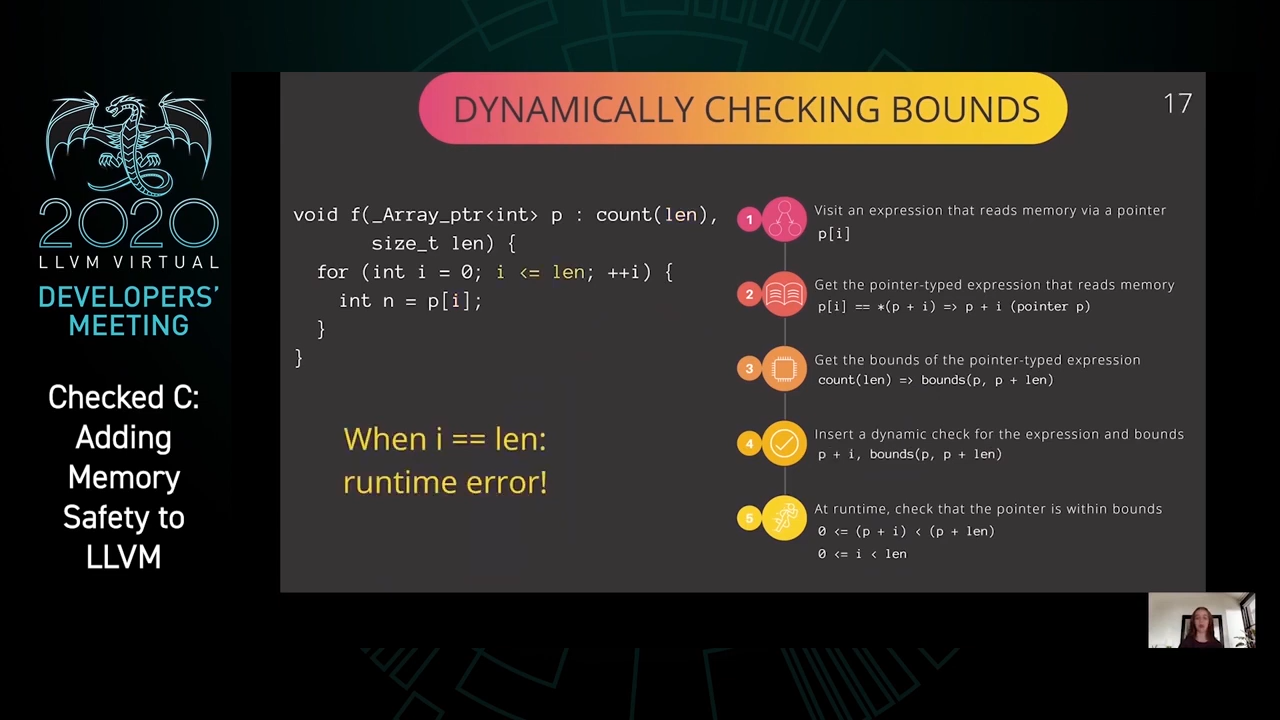 2020
LLVM VIRTUAL
DEVELOPERS'
MEETING
Checked C:
Adding
Memory
Safety to
LLVM
DYNAMICALLY CHECKING BOUNDS
17
void f(_Array_ptr<int> p : count(len),
size_t len) {
for (int i = 0; i <= len; ++i) {
int n = p[i];
}
}
When i == len:
runtime error!
1
Visit an expression that reads memory via a pointer
p[i]
2
Get the pointer-typed expression that reads memory
p[i] == *(p + i) => p + i (pointer p)
3
Get the bounds of the pointer-typed expression
count(len) => bounds(p, p + len)
4
Insert a dynamic check for the expression and bounds
p + i, bounds(p, p + len)
5
At runtime, check that the pointer is within bounds
0 <= (p + i) < (p + len)
0 <= i < len